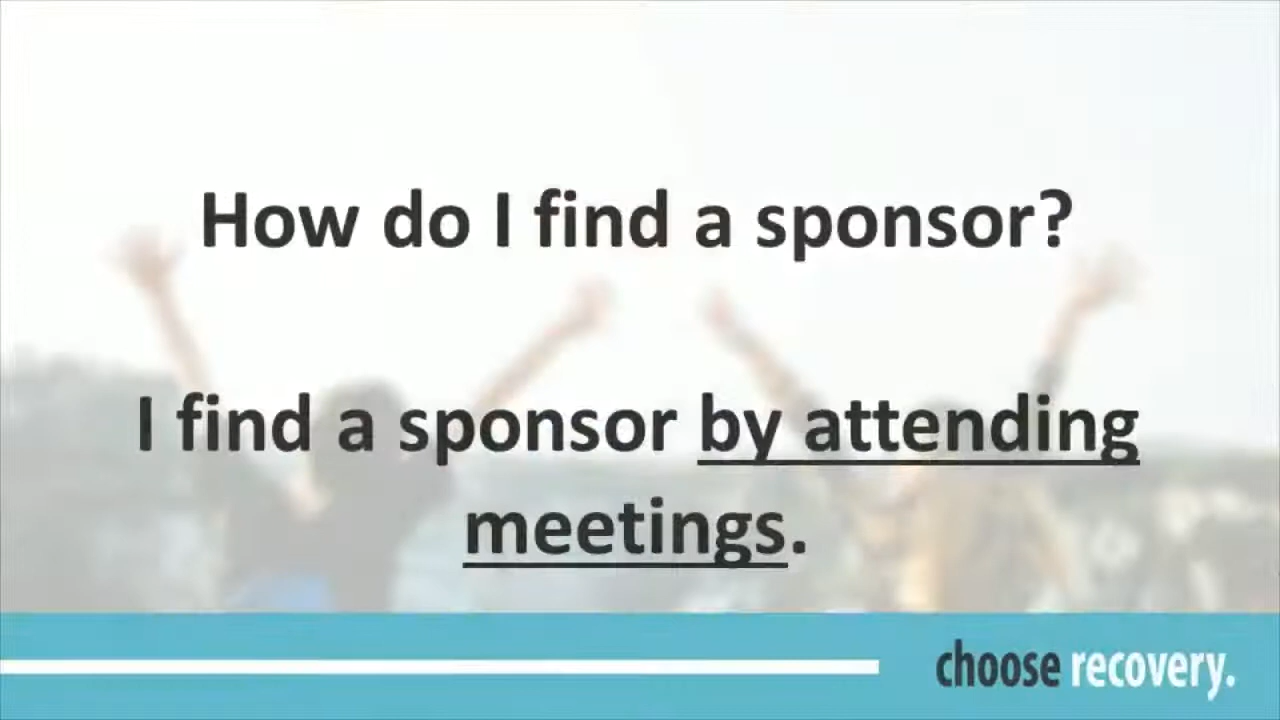 How do I find a sponsor?
I find a sponsor by attending
meetings.
choose recovery.